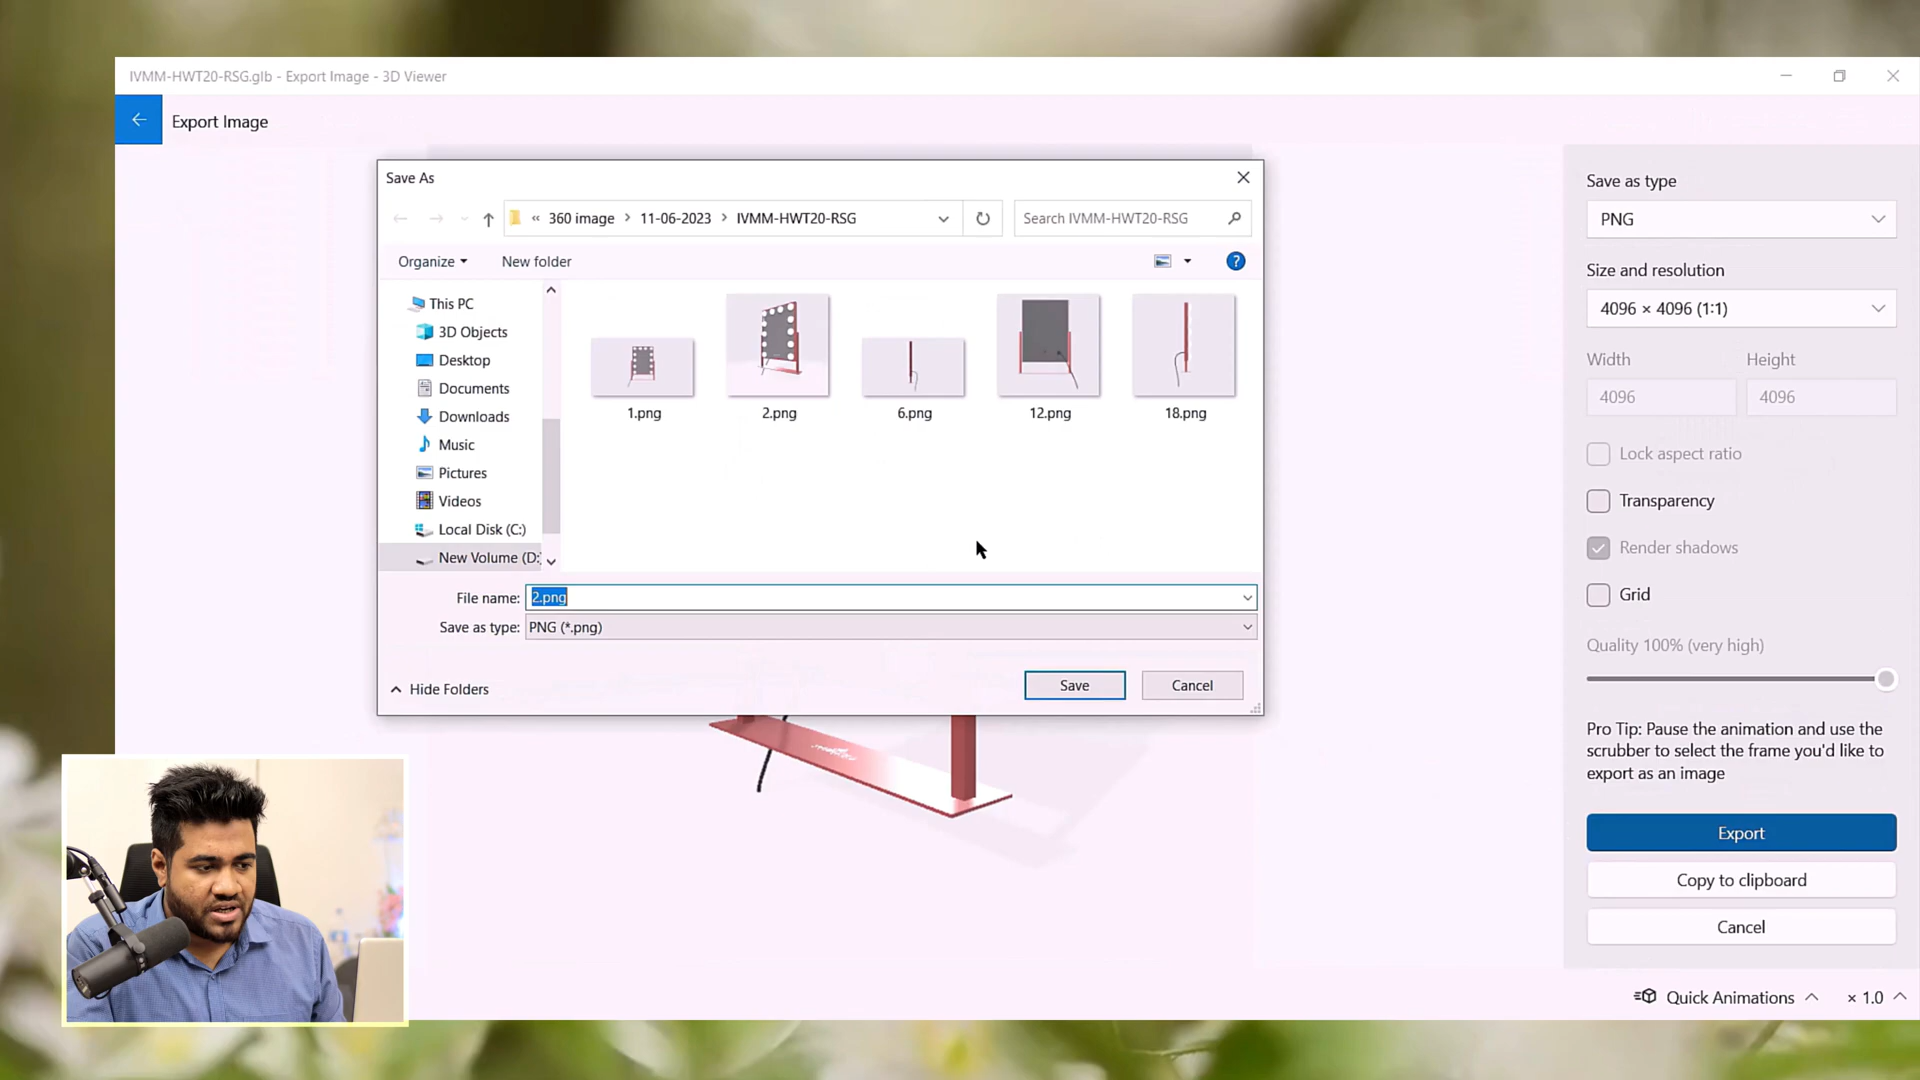 IVMM-HWT20-RSG.glb - Export Image - 3D Viewer
Export Image
Save As
« 360 image › 11-06-2023 › IVMM-HWT20-RSG
Search IVMM-HWT20-RSG
Organize
New folder
?
This PC
3D Objects
Desktop
Documents
Downloads
Music
Pictures
Videos
Local Disk (C:)
New Volume (D:
1.png
2.png
6.png
12.png
18.png
File name: 2.png
Save as type: PNG (*.png)
Hide Folders
Save
Cancel
Save as type
PNG
Size and resolution
4096 × 4096 (1:1)
Width
Height
4096
4096
Lock aspect ratio
Transparency
Render shadows
Grid
Quality 100% (very high)
Pro Tip: Pause the animation and use the
scrubber to select the frame you'd like to
export as an image
Export
Copy to clipboard
Cancel
Quick Animations
× 1.0